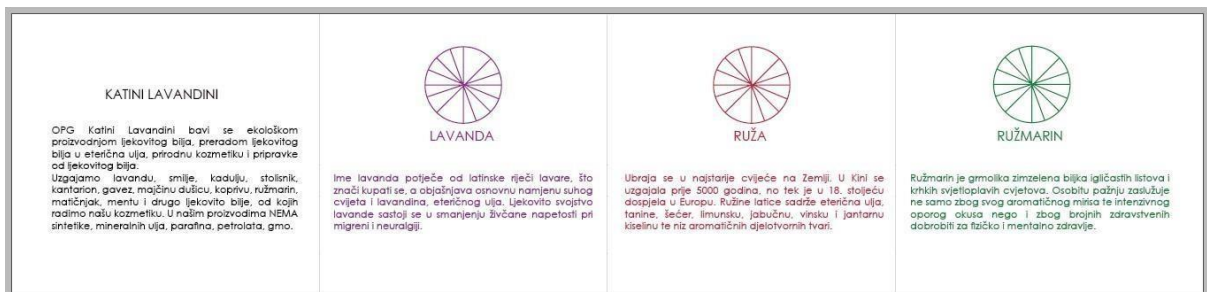 KATINI LAVANDINI
OPG Katini Lavandini bavi se ekološkom
proizvodnjom ljekovitog bilja, preradom ljekovitog
bilja u eterična ulja, prirodnu kozmetiku i pripravke
od ljekovitog bilja.
Uzgajamo lavandu, smilje, kadulju, stolisnik,
kantarion, gavez, majčinu dušicu, koprivu, ružmarin,
matičnjak, mentu i drugo ljekovito bilje, od kojih
radimo našu kozmetiku. U našim proizvodima NEMA
sintetike, mineralnih ulja, parafina, petrolata, gmo.
LAVANDA
Ime lavanda potječe od latinske riječi lavare, što
znači kupati se, a objašnjava osnovnu namjenu suhog
cvijeta i lavandina, eteričnog ulja. Ljekovito svojstvo
lavande sastoji se u smanjenju živčane napetosti pri
migreni i neuralgiji.
RUŽA
Ubraja se u najstarije cvijeće na Zemlji. U Kini se
uzgajala prije 5000 godina, no tek je u 18. stoljeću
dospjela u Europu. Ružine latice sadrže eterična ulja,
tanine, šećer, limunsku, jabučnu, vinsku i jantarnu
kiselinu te niz aromatičnih djelotvornih tvari.
RUŽMARIN
Ružmarin je grmolika zimzelena biljka igličastih listova i
krhkih svjetloplavih cvjetova. Osobitu pažnju zaslužuje
ne samo zbog svog aromatičnog mirisa te intenzivnog
oporog okusa nego i zbog brojnih zdravstvenih
dobrobiti za fizičko i mentalno zdravlje.